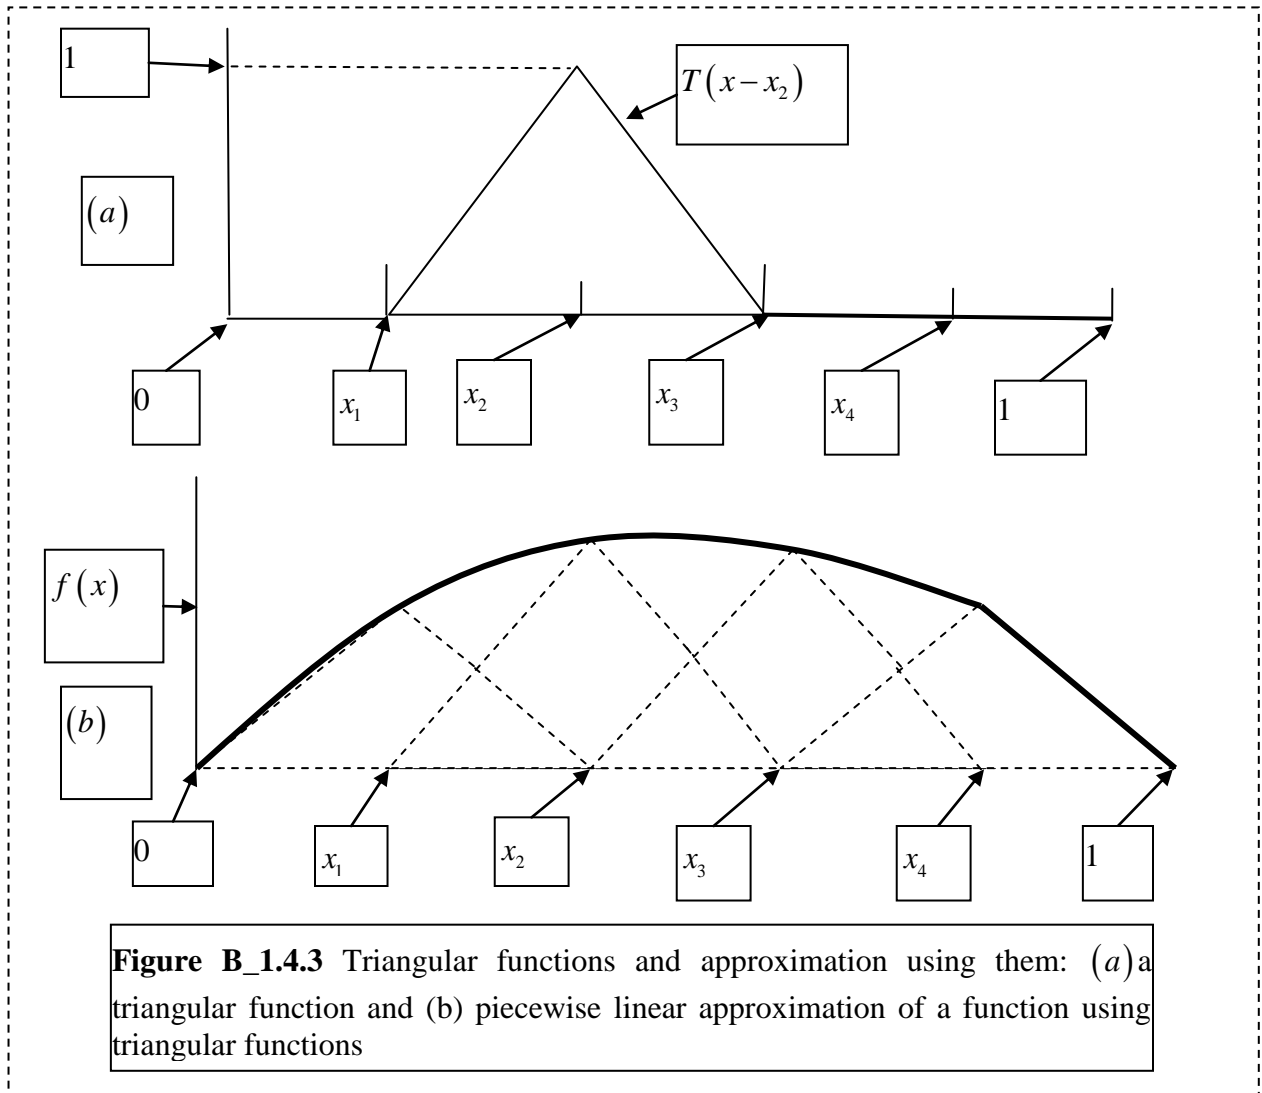 1
T(x−x₂)
(a)
0
x₁
x₂
x₃
x₄
1
f(x)
(b)
0
x₁
x₂
x₃
x₄
1
Figure B_1.4.3 Triangular functions and approximation using them: (a) a
triangular function and (b) piecewise linear approximation of a function using
triangular functions